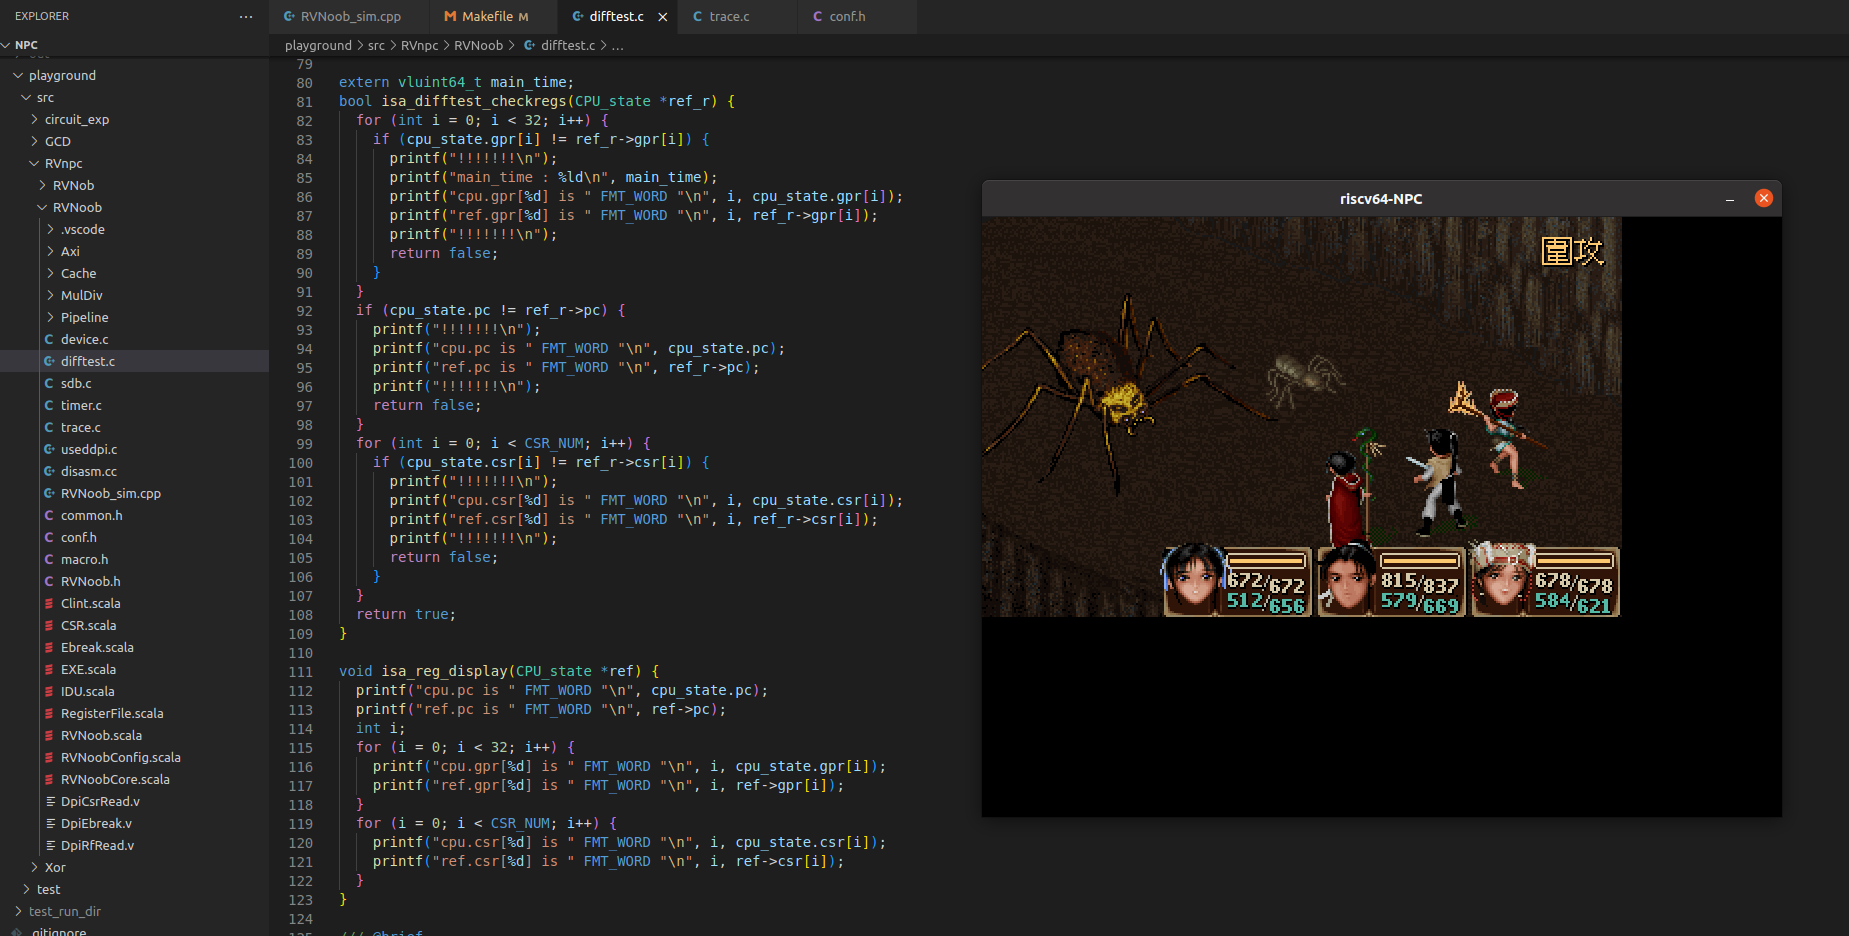 EXPLORER
NPC
playground
src
circuit_exp
GCD
RVnpc
RVNob
RVNoob
.vscode
Axi
Cache
MulDiv
Pipeline
device.c
difftest.c
sdb.c
timer.c
trace.c
useddpi.c
disasm.cc
RVNoob_sim.cpp
common.h
conf.h
macro.h
RVNoob.h
Clint.scala
CSR.scala
Ebreak.scala
EXE.scala
IDU.scala
RegisterFile.scala
RVNoob.scala
RVNoobConfig.scala
RVNoobCore.scala
DpiCsrRead.v
DpiEbreak.v
DpiRfRead.v
Xor
test
test_run_dir
.gitignore
RVNoob_sim.cpp Makefile M difftest.c trace.c conf.h
playground > src > RVnpc > RVNoob > difftest.c > ...
79
80 extern vluint64_t main_time;
81 bool isa_difftest_checkregs(CPU_state *ref_r) {
82 for (int i = 0; i < 32; i++) {
83 if (cpu_state.gpr[i] != ref_r->gpr[i]) {
84 printf("!!!!!!!\n");
85 printf("main_time : %ld\n", main_time);
86 printf("cpu.gpr[%d] is " FMT_WORD "\n", i, cpu_state.gpr[i]);
87 printf("ref.gpr[%d] is " FMT_WORD "\n", i, ref_r->gpr[i]);
88 printf("!!!!!!!\n");
89 return false;
90 }
91 }
92 if (cpu_state.pc != ref_r->pc) {
93 printf("!!!!!!!\n");
94 printf("cpu.pc is " FMT_WORD "\n", cpu_state.pc);
95 printf("ref.pc is " FMT_WORD "\n", ref_r->pc);
96 printf("!!!!!!!\n");
97 return false;
98 }
99 for (int i = 0; i < CSR_NUM; i++) {
100 if (cpu_state.csr[i] != ref_r->csr[i]) {
101 printf("!!!!!!!\n");
102 printf("cpu.csr[%d] is " FMT_WORD "\n", i, cpu_state.csr[i]);
103 printf("ref.csr[%d] is " FMT_WORD "\n", i, ref_r->csr[i]);
104 printf("!!!!!!!\n");
105 return false;
106 }
107 }
108 return true;
109 }
110
111 void isa_reg_display(CPU_state *ref) {
112 printf("cpu.pc is " FMT_WORD "\n", cpu_state.pc);
113 printf("ref.pc is " FMT_WORD "\n", ref->pc);
114 int i;
115 for (i = 0; i < 32; i++) {
116 printf("cpu.gpr[%d] is " FMT_WORD "\n", i, cpu_state.gpr[i]);
117 printf("ref.gpr[%d] is " FMT_WORD "\n", i, ref->gpr[i]);
118 }
119 for (i = 0; i < CSR_NUM; i++) {
120 printf("cpu.csr[%d] is " FMT_WORD "\n", i, cpu_state.csr[i]);
121 printf("ref.csr[%d] is " FMT_WORD "\n", i, ref->csr[i]);
122 }
123 }
124
125 /// @brief
riscv64-NPC
圍攻
672/672 815/837 678/678
512/656 579/669 584/621